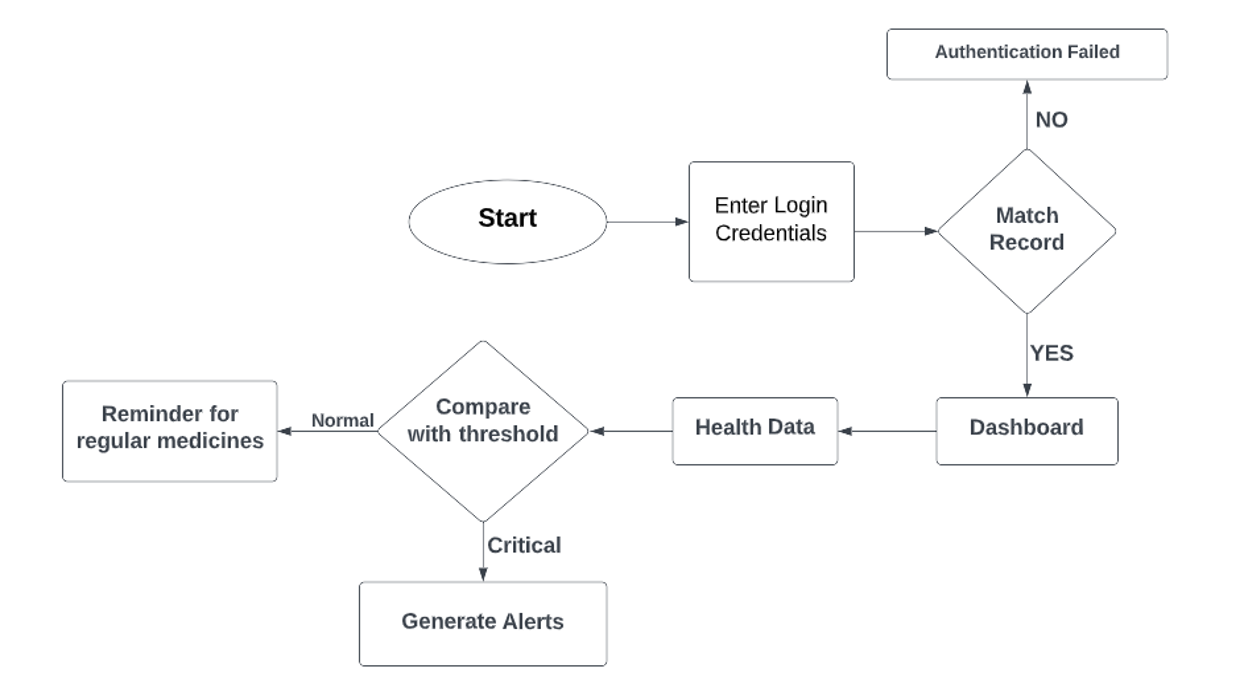 Authentication Failed
NO
Start
Enter Login
Credentials
Match
Record
YES
Reminder for
regular medicines
Normal
Compare
with threshold
Health Data
Dashboard
Critical
Generate Alerts